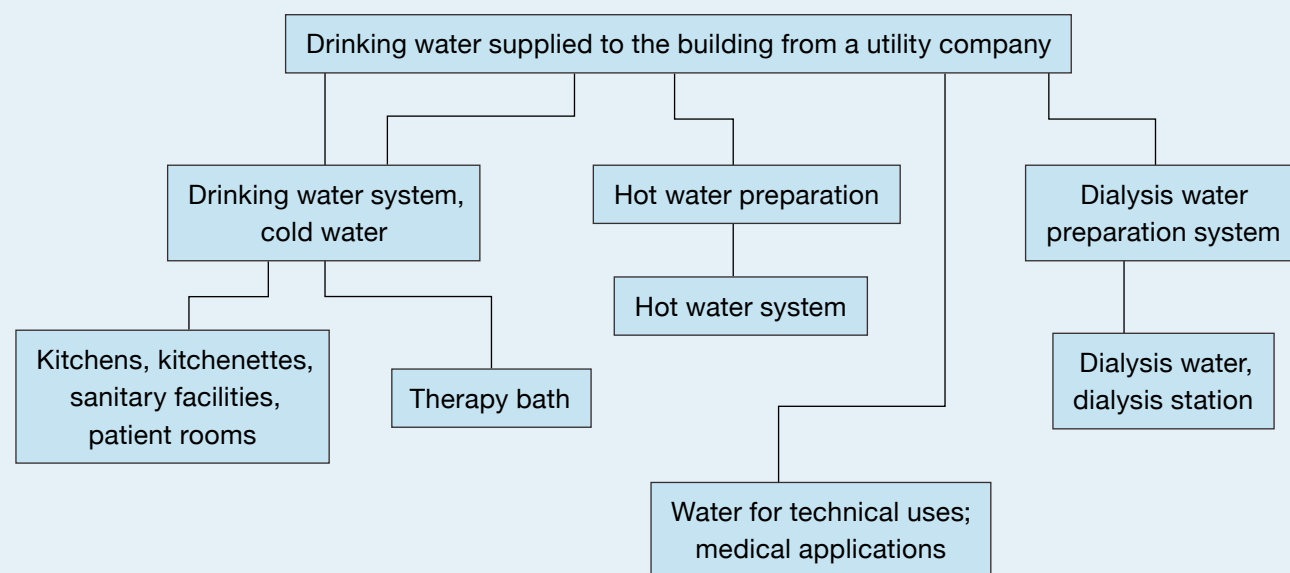 Drinking water supplied to the building from a utility company
Drinking water system,
cold water
Hot water preparation
Dialysis water
preparation system
Hot water system
Kitchens, kitchenettes,
sanitary facilities,
patient rooms
Therapy bath
Dialysis water,
dialysis station
Water for technical uses;
medical applications